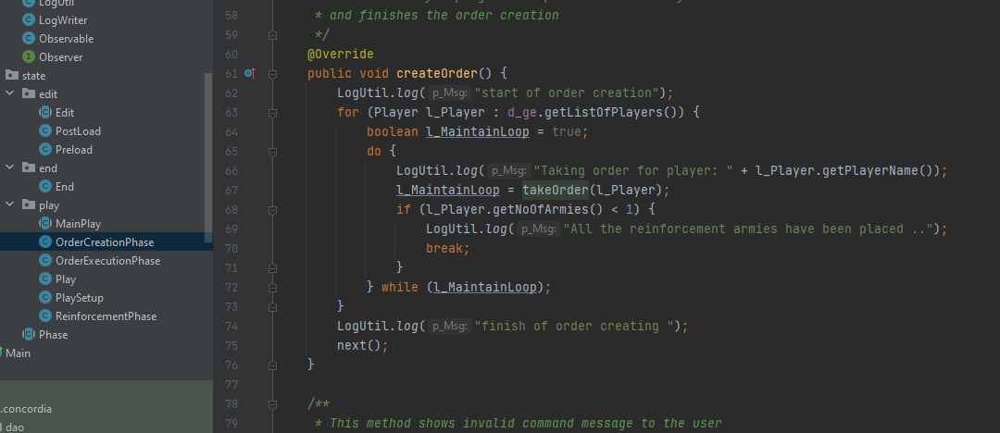 LogUtil
LogWriter
Observable
Observer
state
edit
Edit
PostLoad
Preload
end
End
play
MainPlay
OrderCreationPhase
OrderExecutionPhase
Play
PlaySetup
ReinforcementPhase
Phase
Main
.concordia
dao
58 * and finishes the order creation
59 */
60 @Override
61 public void createOrder() {
62 LogUtil.log( p_Msg: "start of order creation");
63 for (Player l_Player : d_ge.getListOfPlayers()) {
64 boolean l_MaintainLoop = true;
65 do {
66 LogUtil.log( p_Msg: "Taking order for player: " + l_Player.getPlayerName());
67 l_MaintainLoop = takeOrder(l_Player);
68 if (l_Player.getNoOfArmies() < 1) {
69 LogUtil.log( p_Msg: "All the reinforcement armies have been placed ..");
70 break;
71 }
72 } while (l_MaintainLoop);
73 }
74 LogUtil.log( p_Msg: "finish of order creating ");
75 next();
76 }
77
78 /**
79 * This method shows invalid command message to the user